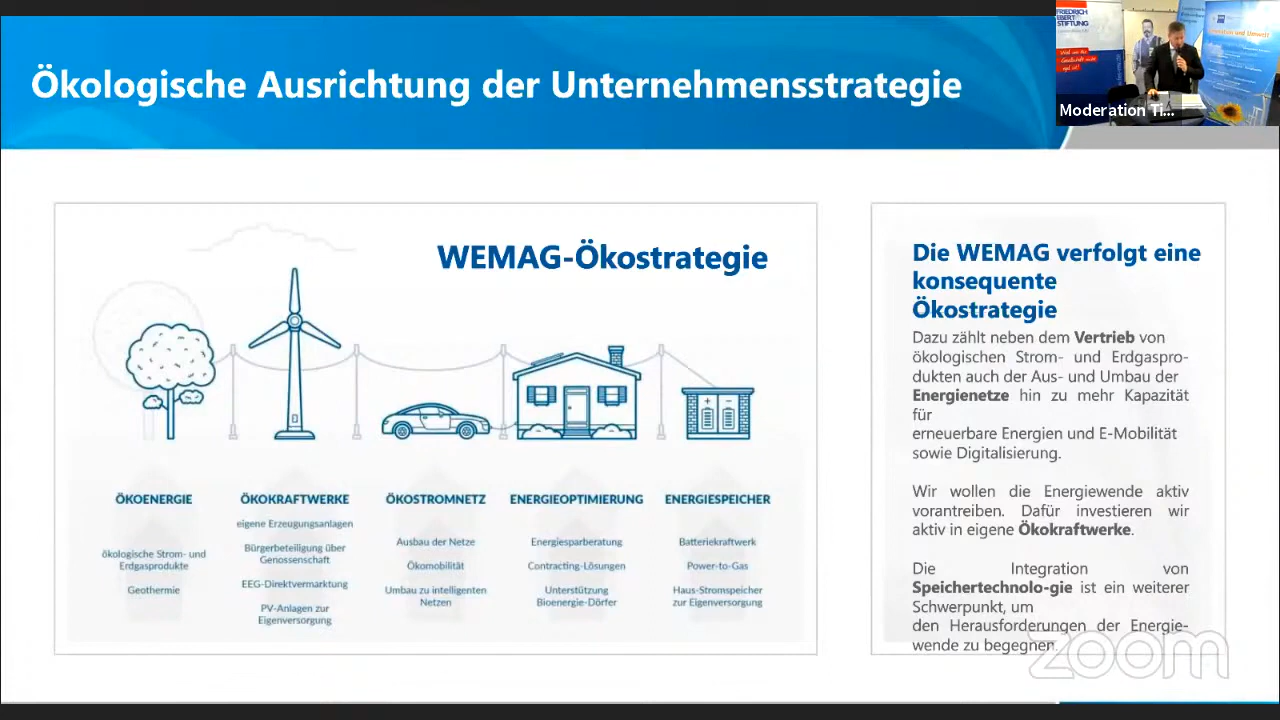 Ökologische Ausrichtung der Unternehmensstrategie
FRIEDRICH
EBERT
STIFTUNG
Moderation Ti...
WEMAG-Ökostrategie
ÖKOENERGIE
ökologische Strom- und
Erdgasprodukte
Geothermie
ÖKOKRAFTWERKE
eigene Erzeugungsanlagen
Bürgerbeteiligung über
Genossenschaft
EEG-Direktvermarktung
PV-Anlagen zur
Eigenversorgung
ÖKOSTROMNETZ
Ausbau der Netze
Ökomobilität
Umbau zu intelligenten
Netzen
ENERGIEOPTIMIERUNG
Energiesparberatung
Contracting-Lösungen
Unterstützung
Bioenergie-Dörfer
ENERGIESPEICHER
Batteriekraftwerk
Power-to-Gas
Haus-Stromspeicher
zur Eigenversorgung
Die WEMAG verfolgt eine
konsequente
Ökostrategie
Dazu zählt neben dem Vertrieb von
ökologischen Strom- und Erdgaspro-
dukten auch der Aus- und Umbau der
Energienetze hin zu mehr Kapazität
für
erneuerbare Energien und E-Mobilität
sowie Digitalisierung.
Wir wollen die Energiewende aktiv
vorantreiben. Dafür investieren wir
aktiv in eigene Ökokraftwerke.
Die Integration von
Speichertechnolo-gie ist ein weiterer
Schwerpunkt, um
den Herausforderungen der Energie-
wende zu begegnen.
zoom